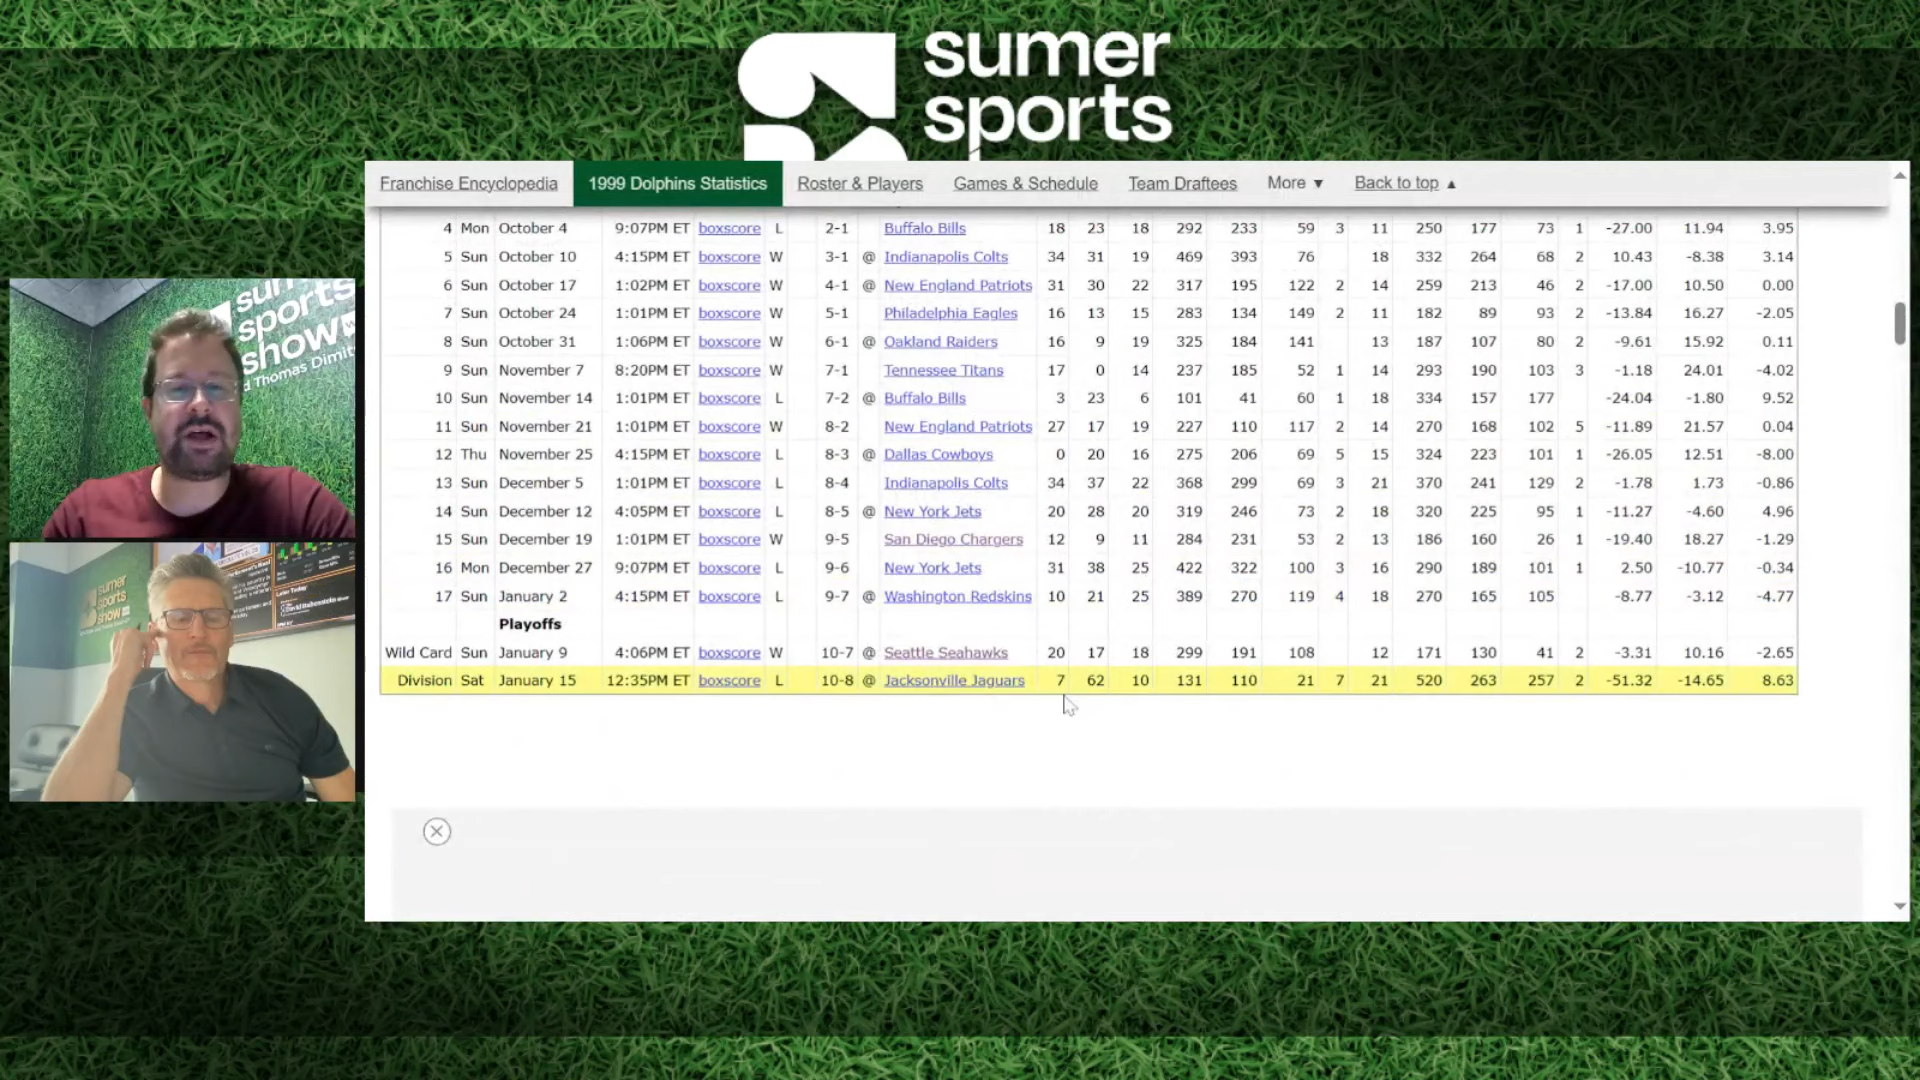 sumer
sports
Franchise Encyclopedia 1999 Dolphins Statistics Roster & Players Games & Schedule Team Draftees More ▼ Back to top ▲
4 Mon October 4 9:07PM ET boxscore L 2-1 Buffalo Bills 18 23 18 292 233 59 3 11 250 177 73 1 -27.00 11.94 3.95
5 Sun October 10 4:15PM ET boxscore W 3-1 @ Indianapolis Colts 34 31 19 469 393 76 18 332 264 68 2 10.43 -8.38 3.14
6 Sun October 17 1:02PM ET boxscore W 4-1 @ New England Patriots 31 30 22 317 195 122 2 14 259 213 46 2 -17.00 10.50 0.00
7 Sun October 24 1:01PM ET boxscore W 5-1 Philadelphia Eagles 16 13 15 283 134 149 2 11 182 89 93 2 -13.84 16.27 -2.05
8 Sun October 31 1:06PM ET boxscore W 6-1 @ Oakland Raiders 16 9 19 325 184 141 13 187 107 80 2 -9.61 15.92 0.11
9 Sun November 7 8:20PM ET boxscore W 7-1 Tennessee Titans 17 0 14 237 185 52 1 14 293 190 103 3 -1.18 24.01 -4.02
10 Sun November 14 1:01PM ET boxscore L 7-2 @ Buffalo Bills 3 23 6 101 41 60 1 18 334 157 177 -24.04 -1.80 9.52
11 Sun November 21 1:01PM ET boxscore W 8-2 New England Patriots 27 17 19 227 110 117 2 14 270 168 102 5 -11.89 21.57 0.04
12 Thu November 25 4:15PM ET boxscore L 8-3 @ Dallas Cowboys 0 20 16 275 206 69 5 15 324 223 101 1 -26.05 12.51 -8.00
13 Sun December 5 1:01PM ET boxscore L 8-4 Indianapolis Colts 34 37 22 368 299 69 3 21 370 241 129 2 -1.78 1.73 -0.86
14 Sun December 12 4:05PM ET boxscore L 8-5 @ New York Jets 20 28 20 319 246 73 2 18 320 225 95 1 -11.27 -4.60 4.96
15 Sun December 19 1:01PM ET boxscore W 9-5 San Diego Chargers 12 9 11 284 231 53 2 13 186 160 26 1 -19.40 18.27 -1.29
16 Mon December 27 9:07PM ET boxscore L 9-6 New York Jets 31 38 25 422 322 100 3 16 290 189 101 1 2.50 -10.77 -0.34
17 Sun January 2 4:15PM ET boxscore L 9-7 @ Washington Redskins 10 21 25 389 270 119 4 18 270 165 105 -8.77 -3.12 -4.77
Playoffs
Wild Card Sun January 9 4:06PM ET boxscore W 10-7 @ Seattle Seahawks 20 17 18 299 191 108 12 171 130 41 2 -3.31 10.16 -2.65
Division Sat January 15 12:35PM ET boxscore L 10-8 @ Jacksonville Jaguars 7 62 10 131 110 21 7 21 520 263 257 2 -51.32 -14.65 8.63
sports
show
d Thomas Dimit
sumer
sports
show
Later Today